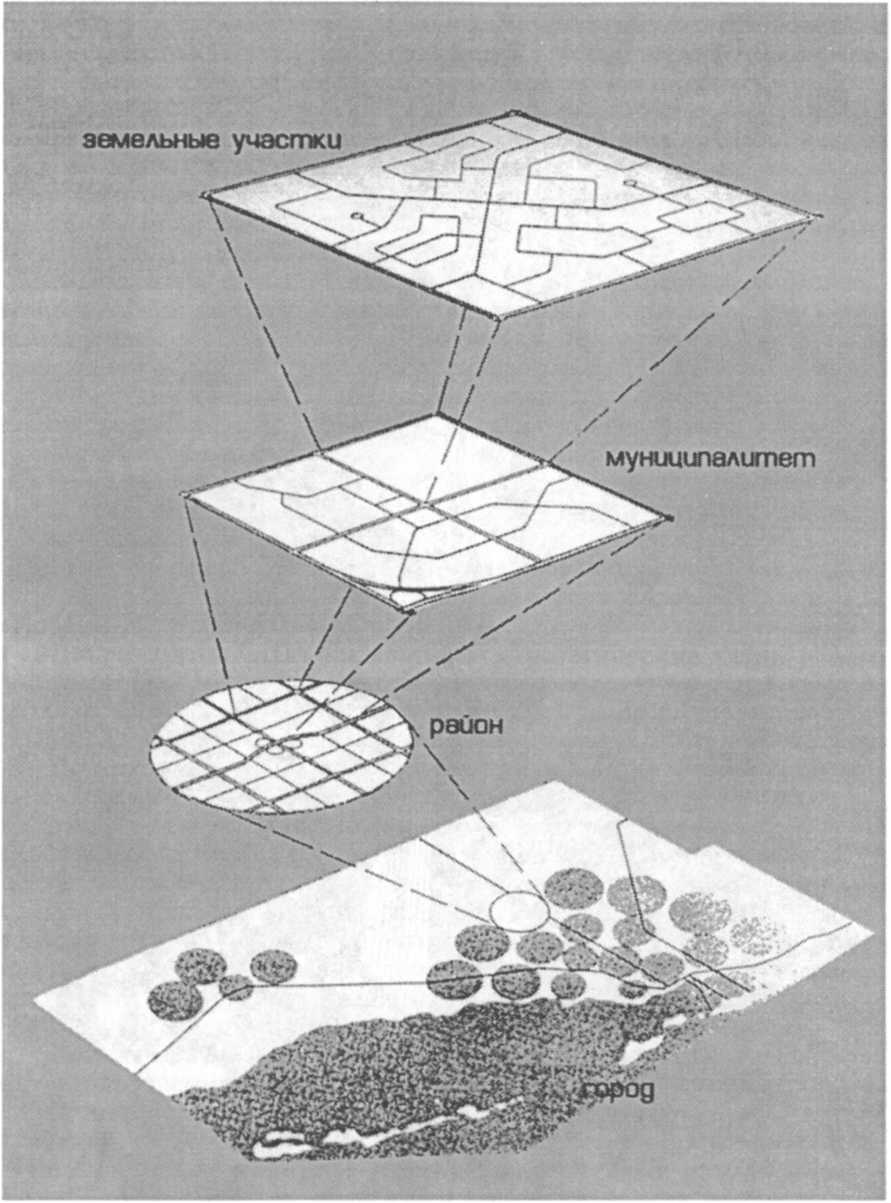 земельные участки
муниципалитет
район
город